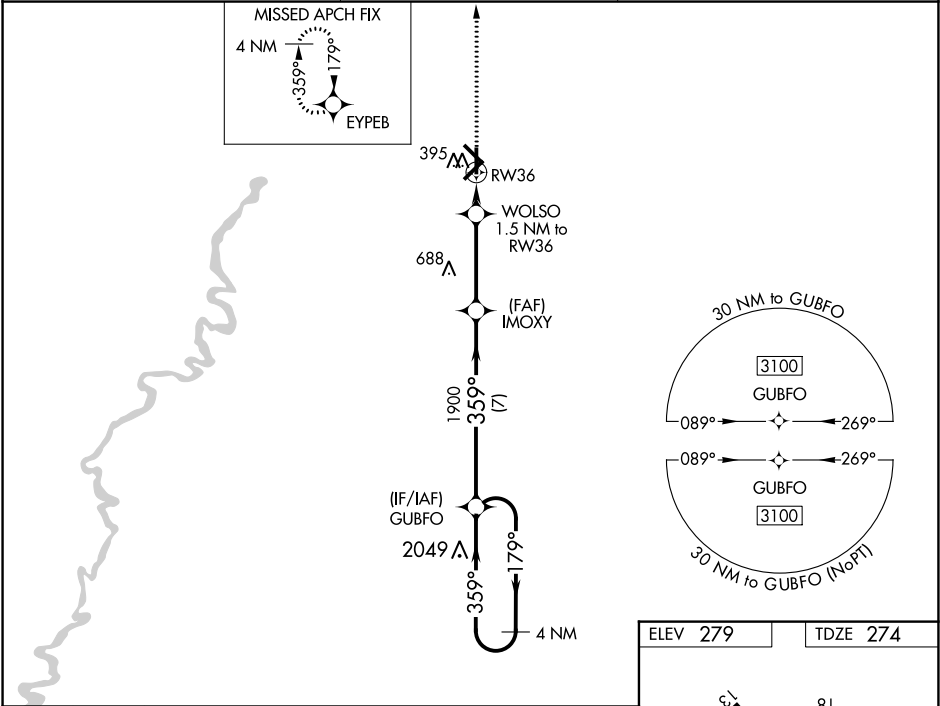 MISSED APCH FIX
4 NM
359°
179°
EYPEB
395
RW36
WOLSO
1.5 NM to
RW36
688
(FAF)
IMOXY
1900
359°
(7)
(IF/IAF)
GUBFO
2049
359°
179°
4 NM
30 NM to GUBFO
3100
GUBFO
089°
269°
089°
269°
GUBFO
3100
30 NM to GUBFO (NoPT)
ELEV 279
TDZE 274
13
18